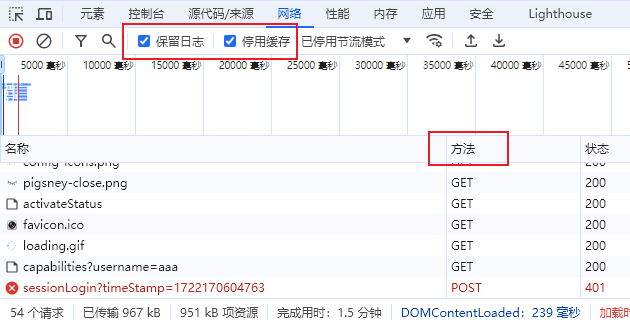 元素 控制台 源代码/来源 网络 性能 内存 应用 安全 Lighthouse
保留日志 停用缓存 已停用节流模式
5000 毫秒 10000 毫秒 15000 毫秒 20000 毫秒 25000 毫秒 30000 毫秒 35000 毫秒 40000 毫秒 45000 毫秒
名称 方法 状态
config-icons.png GET 200
pigsney-close.png GET 200
activateStatus GET 200
favicon.ico GET 200
loading.gif GET 200
capabilities?username=aaa GET 200
sessionLogin?timeStamp=1722170604763 POST 401
54 个请求 已传输 967 kB 951 kB 项资源 完成用时：1.5 分钟 DOMContentLoaded：239 毫秒 加载时